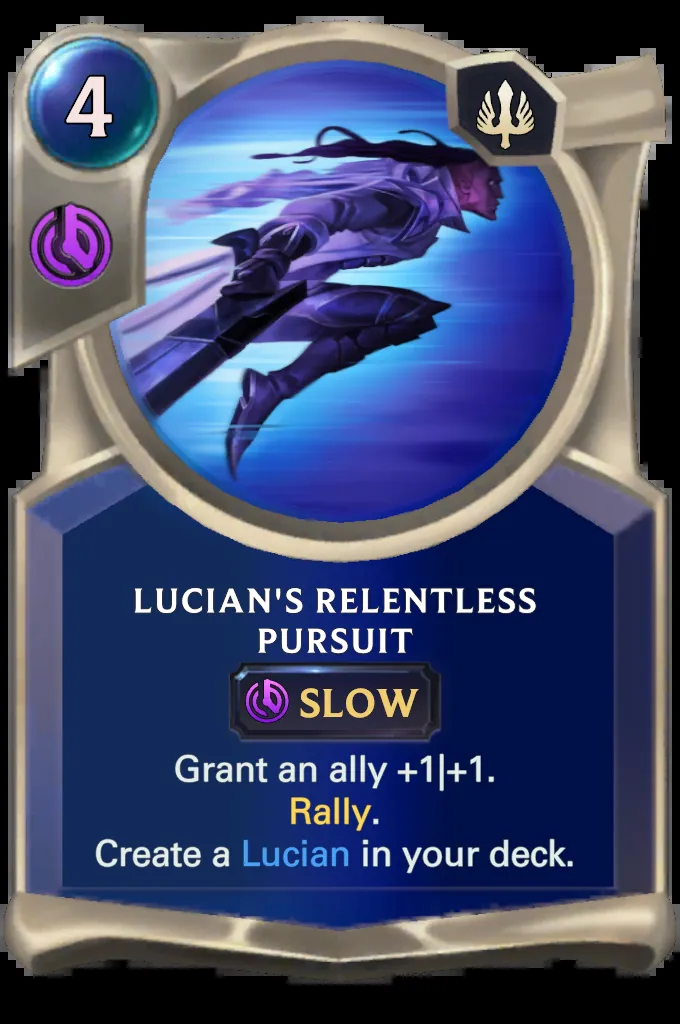 4
LUCIAN'S RELENTLESS
PURSUIT
SLOW
Grant an ally +1|+1.
Rally.
Create a Lucian in your deck.